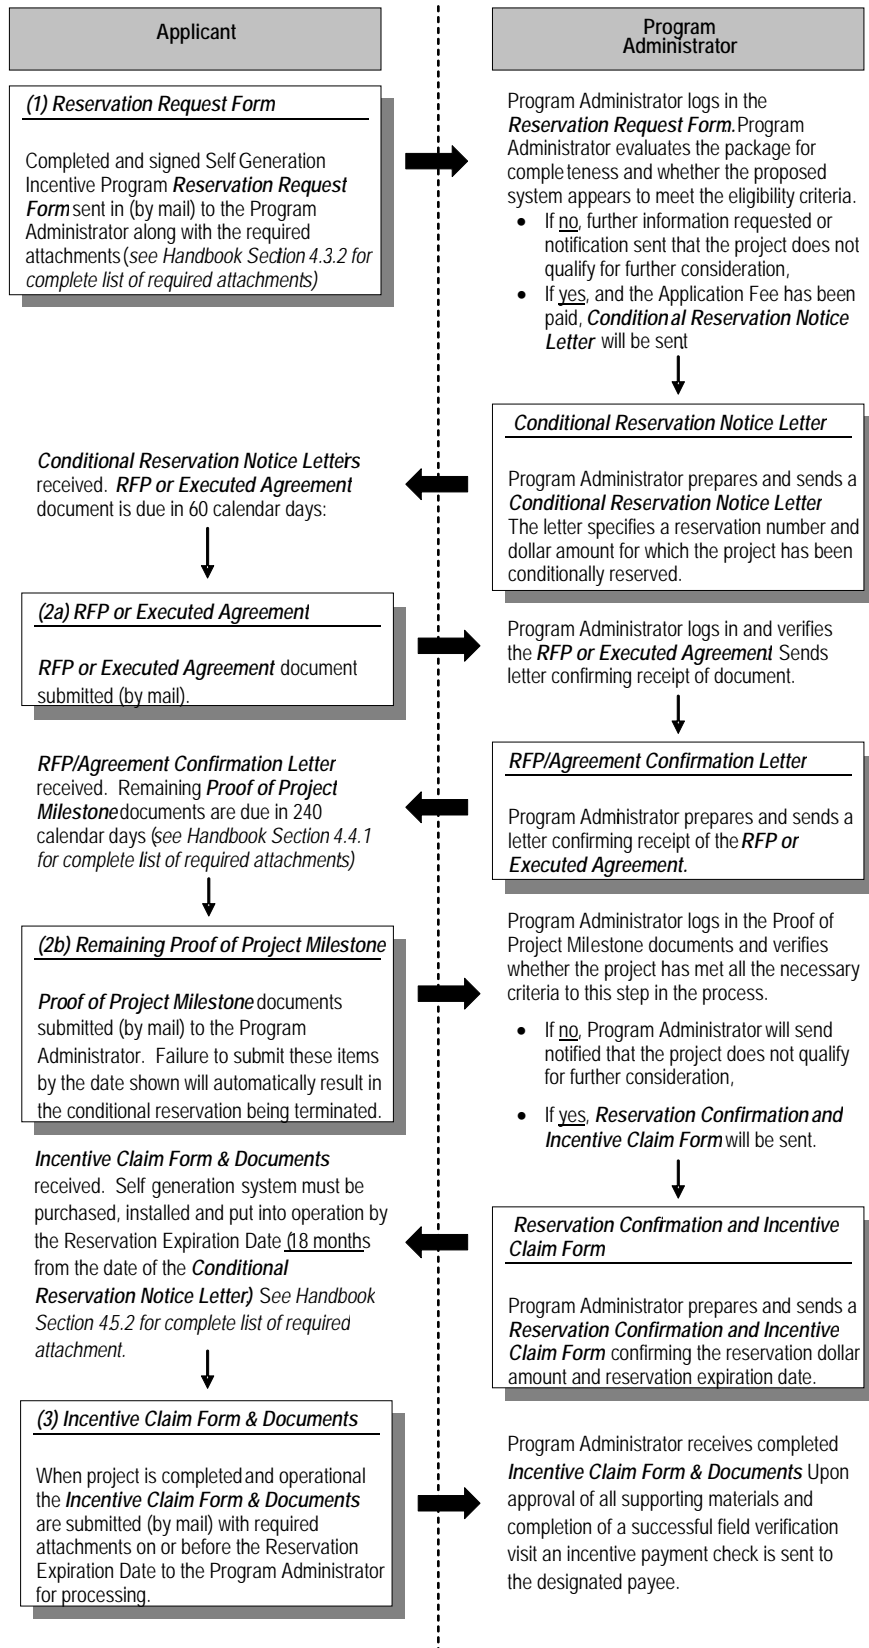 Applicant
Program
Administrator
(1) Reservation Request Form
Completed and signed Self Generation
Incentive Program Reservation Request
Form sent in (by mail) to the Program
Administrator along with the required
attachments (see Handbook Section 4.3.2 for
complete list of required attachments)
Program Administrator logs in the
Reservation Request Form. Program
Administrator evaluates the package for
completeness and whether the proposed
system appears to meet the eligibility criteria.
• If no, further information requested or
notification sent that the project does not
qualify for further consideration,
• If yes, and the Application Fee has been
paid, Conditional Reservation Notice
Letter will be sent
Conditional Reservation Notice Letter
Program Administrator prepares and sends a
Conditional Reservation Notice Letter
The letter specifies a reservation number and
dollar amount for which the project has been
conditionally reserved.
Conditional Reservation Notice Letters
received. RFP or Executed Agreement
document is due in 60 calendar days:
(2a) RFP or Executed Agreement
RFP or Executed Agreement document
submitted (by mail).
Program Administrator logs in and verifies
the RFP or Executed Agreement. Sends
letter confirming receipt of document.
RFP/Agreement Confirmation Letter
Program Administrator prepares and sends a
letter confirming receipt of the RFP or
Executed Agreement.
RFP/Agreement Confirmation Letter
received. Remaining Proof of Project
Milestone documents are due in 240
calendar days (see Handbook Section 4.4.1
for complete list of required attachments)
(2b) Remaining Proof of Project Milestone
Proof of Project Milestone documents
submitted (by mail) to the Program
Administrator. Failure to submit these items
by the date shown will automatically result in
the conditional reservation being terminated.
Program Administrator logs in the Proof of
Project Milestone documents and verifies
whether the project has met all the necessary
criteria to this step in the process.
• If no, Program Administrator will send
notified that the project does not qualify
for further consideration,
• If yes, Reservation Confirmation and
Incentive Claim Form will be sent.
Reservation Confirmation and Incentive
Claim Form
Program Administrator prepares and sends a
Reservation Confirmation and Incentive
Claim Form confirming the reservation dollar
amount and reservation expiration date.
Incentive Claim Form & Documents
received. Self generation system must be
purchased, installed and put into operation by
the Reservation Expiration Date (18 months
from the date of the Conditional
Reservation Notice Letter) See Handbook
Section 4.5.2 for complete list of required
attachment.
(3) Incentive Claim Form & Documents
When project is completed and operational
the Incentive Claim Form & Documents
are submitted (by mail) with required
attachments on or before the Reservation
Expiration Date to the Program Administrator
for processing.
Program Administrator receives completed
Incentive Claim Form & Documents Upon
approval of all supporting materials and
completion of a successful field verification
visit an incentive payment check is sent to
the designated payee.